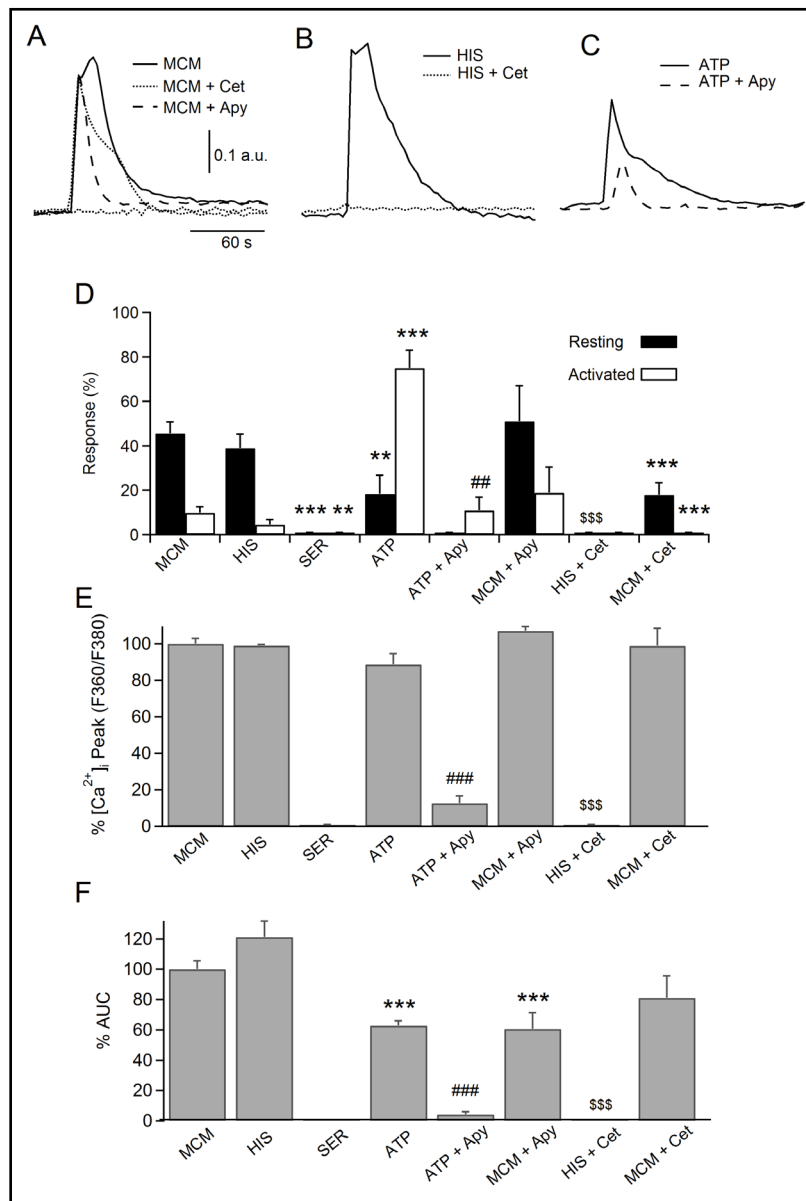 A
MCM
MCM + Cet
MCM + Apy
0.1 a.u.
60 s
B
HIS
HIS + Cet
C
ATP
ATP + Apy
D
Response (%)
100
80
60
40
20
0
Resting
Activated
*** ** ** *** ## $$$ *** ***
MCM
HIS
SER
ATP
ATP + Apy
MCM + Apy
HIS + Cet
MCM + Cet
E
% [Ca2+]i Peak (F360/F380)
100
80
60
40
20
0
### $$$
MCM
HIS
SER
ATP
ATP + Apy
MCM + Apy
HIS + Cet
MCM + Cet
F
% AUC
120
100
80
60
40
20
0
*** ### *** $$$
MCM
HIS
SER
ATP
ATP + Apy
MCM + Apy
HIS + Cet
MCM + Cet